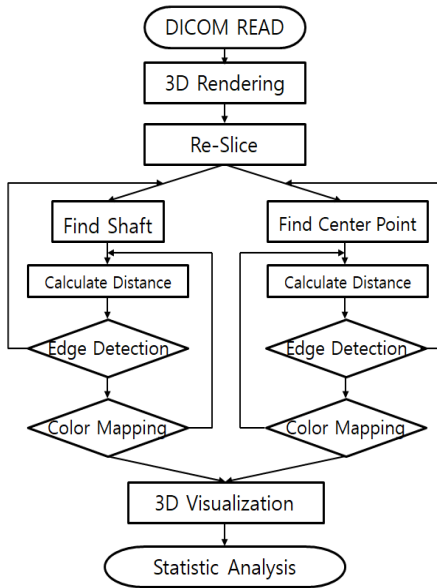 DICOM READ
3D Rendering
Re-Slice
Find Shaft
Find Center Point
Calculate Distance
Calculate Distance
Edge Detection
Edge Detection
Color Mapping
Color Mapping
3D Visualization
Statistic Analysis